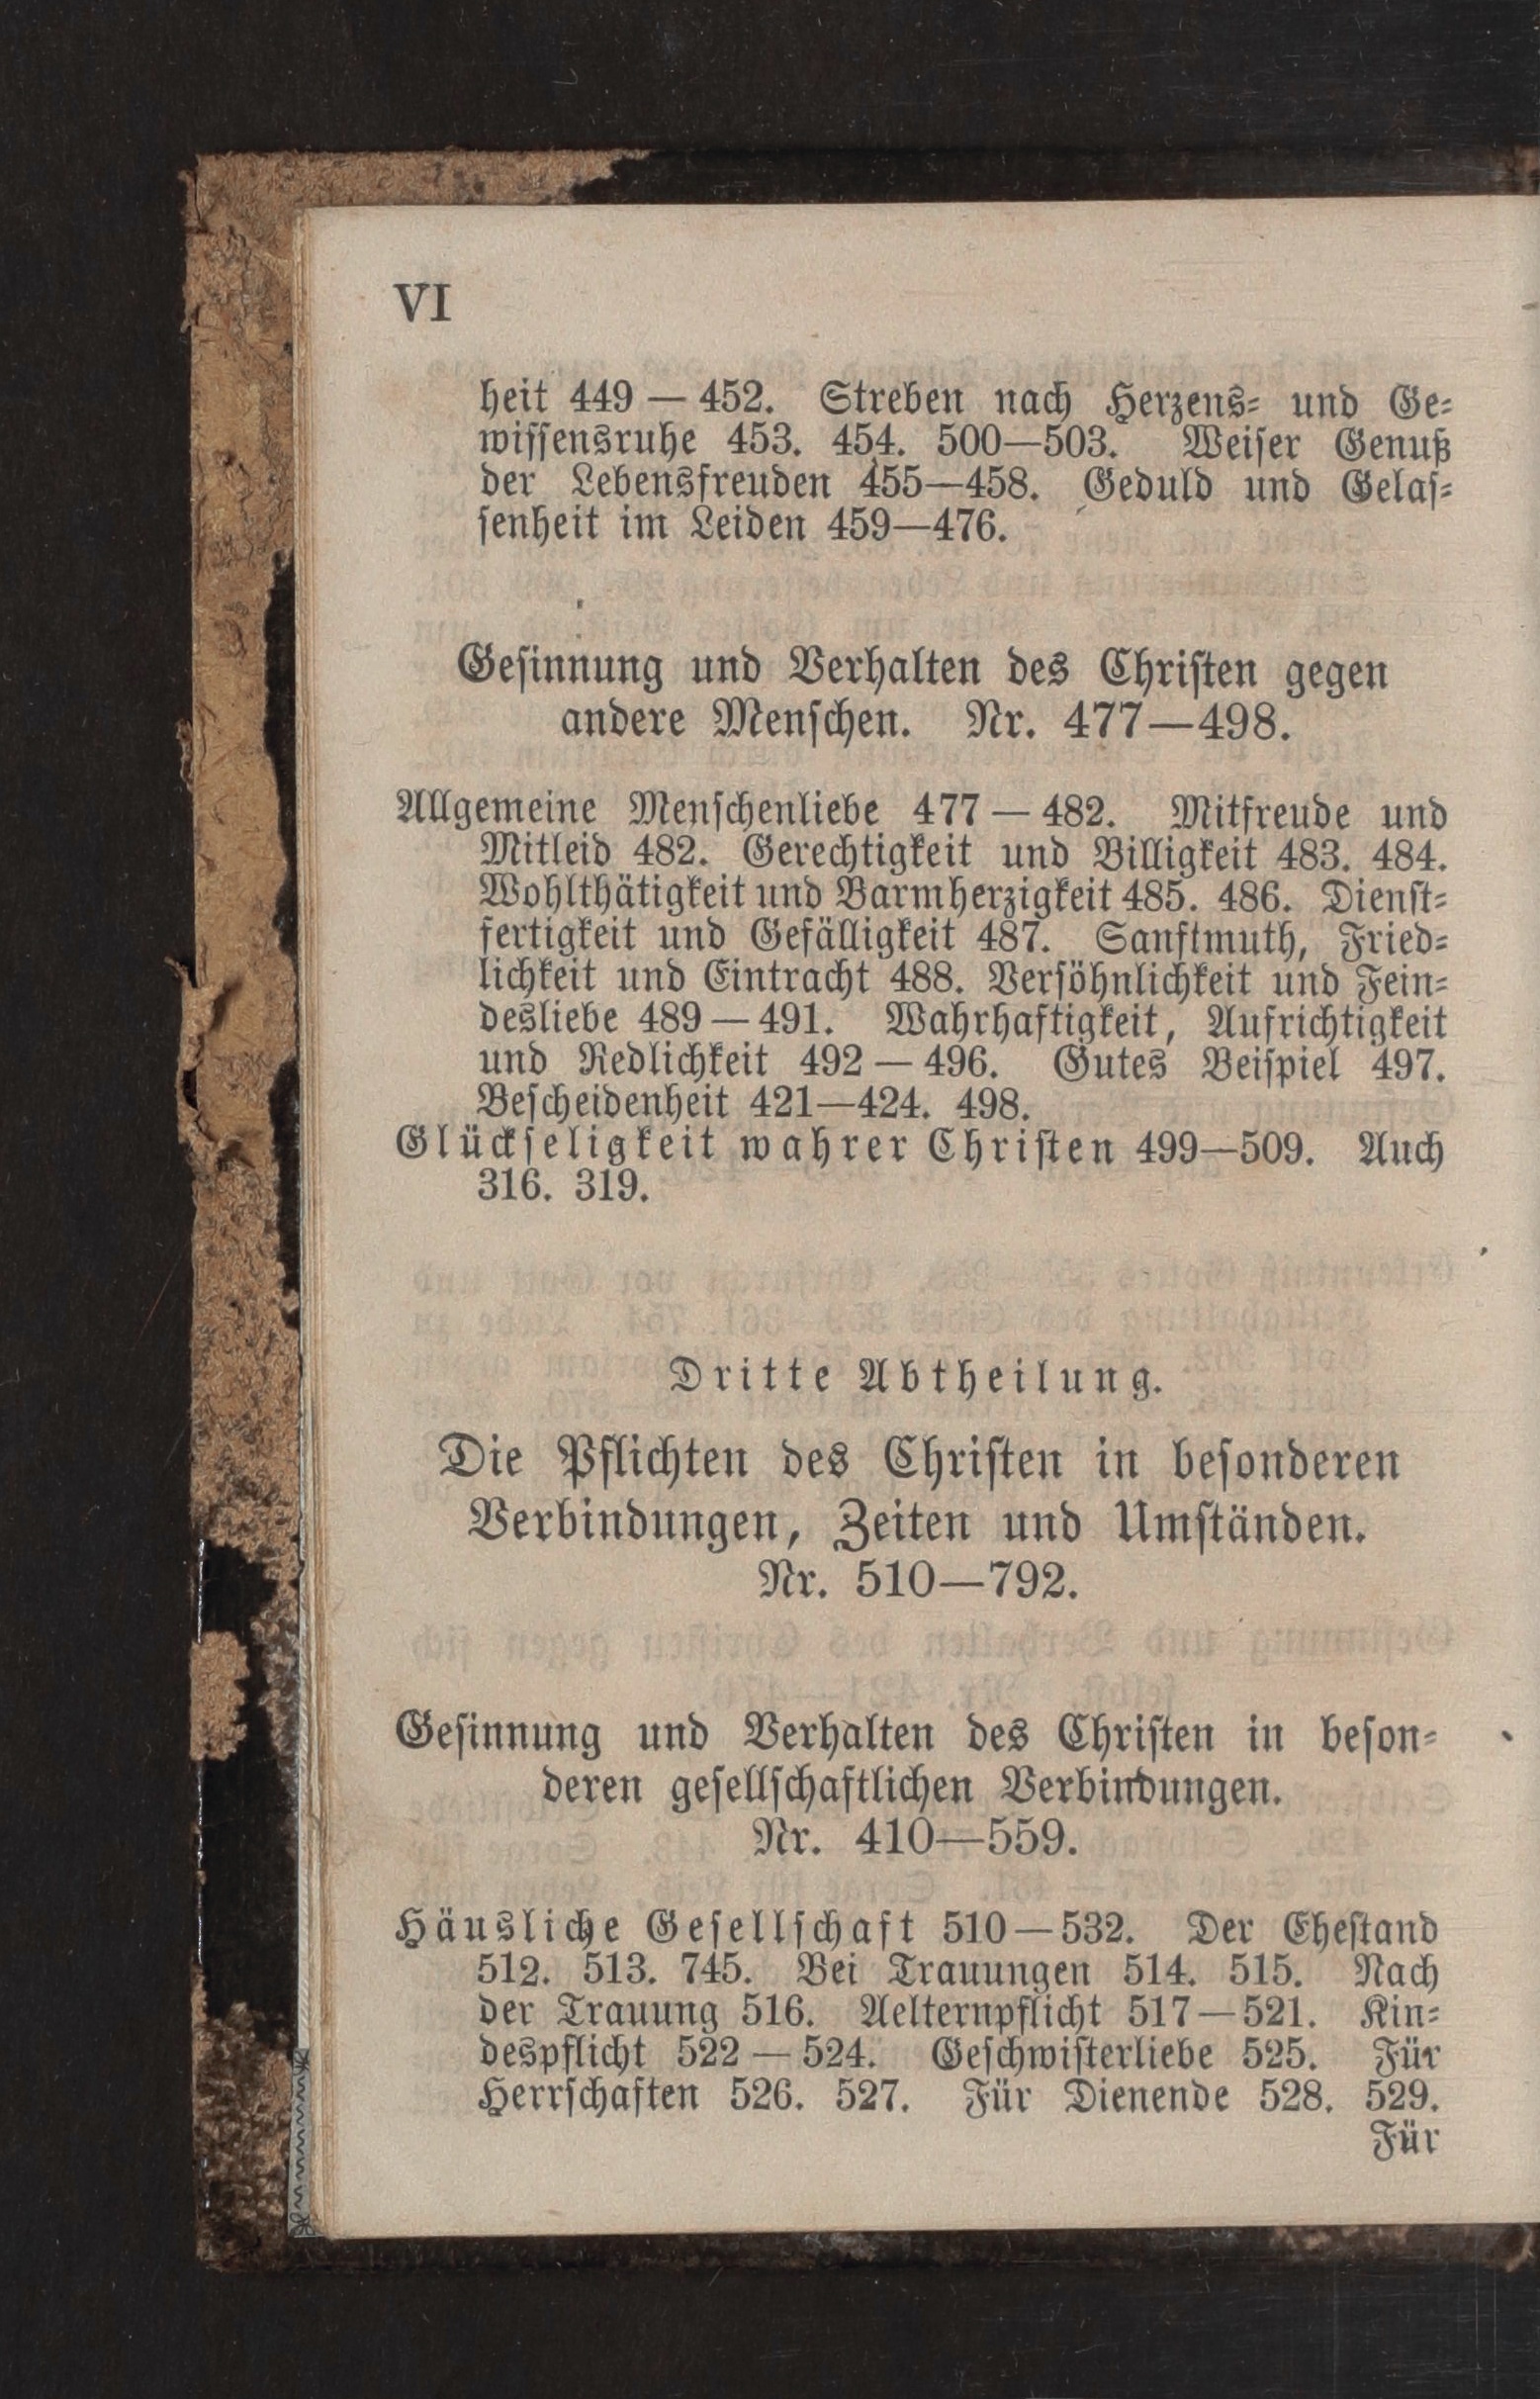 VI
heit 449 — 452. Streben nach Herzens- und Ge-
wissensruhe 453. 454. 500—503. Weiser Genuß
der Lebensfreuden 455—458. Geduld und Gelas-
senheit im Leiden 459—476.
Gesinnung und Verhalten des Christen gegen
andere Menschen. Nr. 477—498.
Allgemeine Menschenliebe 477 — 482. Mitfreude und
Mitleid 482. Gerechtigkeit und Billigkeit 483. 484.
Wohlthätigkeit und Barmherzigkeit 485. 486. Dienst-
fertigkeit und Gefälligkeit 487. Sanftmuth, Fried-
lichkeit und Eintracht 488. Versöhnlichkeit und Fein-
desliebe 489 — 491. Wahrhaftigkeit, Aufrichtigkeit
und Redlichkeit 492 — 496. Gutes Beispiel 497.
Bescheidenheit 421—424. 498.
Glückseligkeit wahrer Christen 499—509. Auch
316. 319.
Dritte Abtheilung.
Die Pflichten des Christen in besonderen
Verbindungen, Zeiten und Umständen.
Nr. 510—792.
Gesinnung und Verhalten des Christen in beson-
deren gesellschaftlichen Verbindungen.
Nr. 410—559.
Häusliche Gesellschaft 510—532. Der Ehestand
512. 513. 745. Bei Trauungen 514. 515. Nach
der Trauung 516. Aelternpflicht 517—521. Kin-
despflicht 522 — 524. Geschwisterliebe 525. Für
Herrschaften 526. 527. Für Dienende 528. 529.
Für